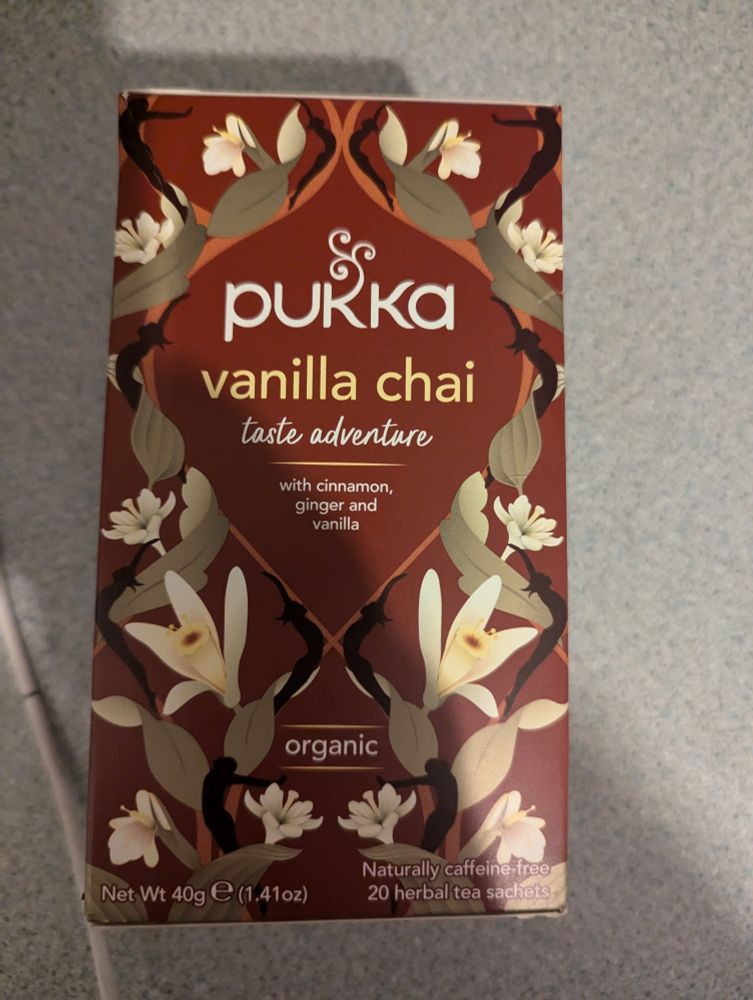 pukka
vanilla chai
taste adventure
with cinnamon,
ginger and
vanilla
organic
Net Wt 40g ℮ (1.41oz)
Naturally caffeine-free
20 herbal tea sachets